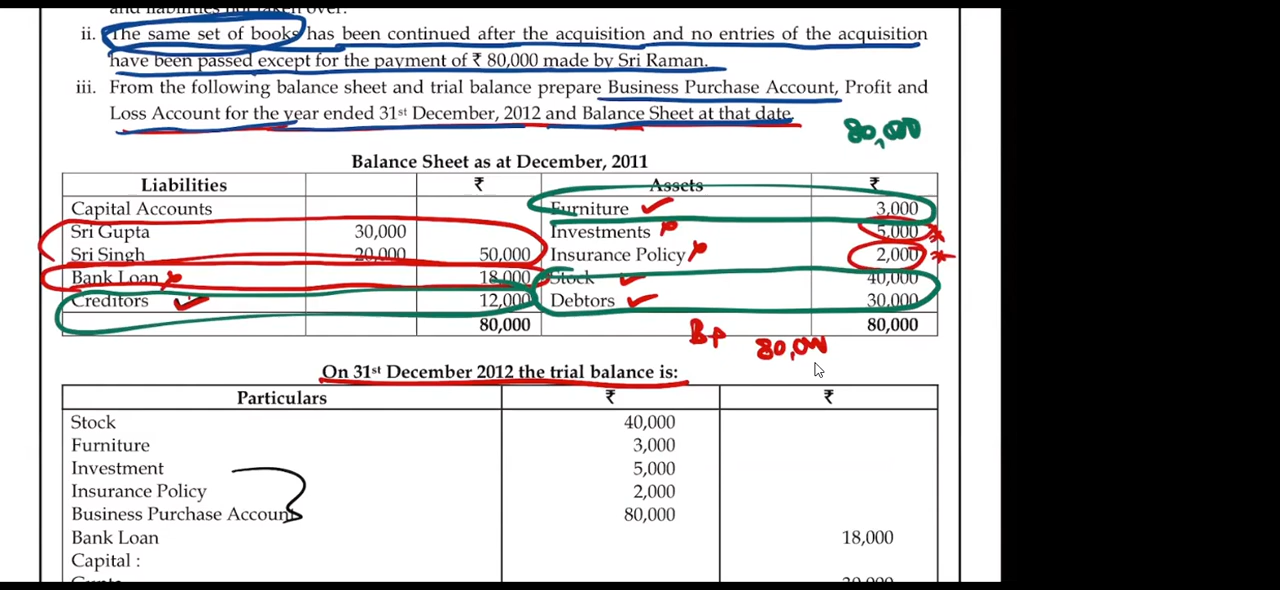 and liabilities not taken over.
ii. The same set of books has been continued after the acquisition and no entries of the acquisition
have been passed except for the payment of ₹ 80,000 made by Sri Raman.
iii. From the following balance sheet and trial balance prepare Business Purchase Account, Profit and
Loss Account for the year ended 31st December, 2012 and Balance Sheet at that date.
80,000
Balance Sheet as at December, 2011
Liabilities ₹ Assets ₹
Capital Accounts Furniture 3,000
Sri Gupta 30,000 Investments 5,000
Sri Singh 20,000 50,000 Insurance Policy 2,000
Bank Loan 18,000 Stock 40,000
Creditors 12,000 Debtors 30,000
80,000 80,000
BP 80,000
On 31st December 2012 the trial balance is:
Particulars ₹ ₹
Stock 40,000
Furniture 3,000
Investment 5,000
Insurance Policy 2,000
Business Purchase Account 80,000
Bank Loan 18,000
Capital :